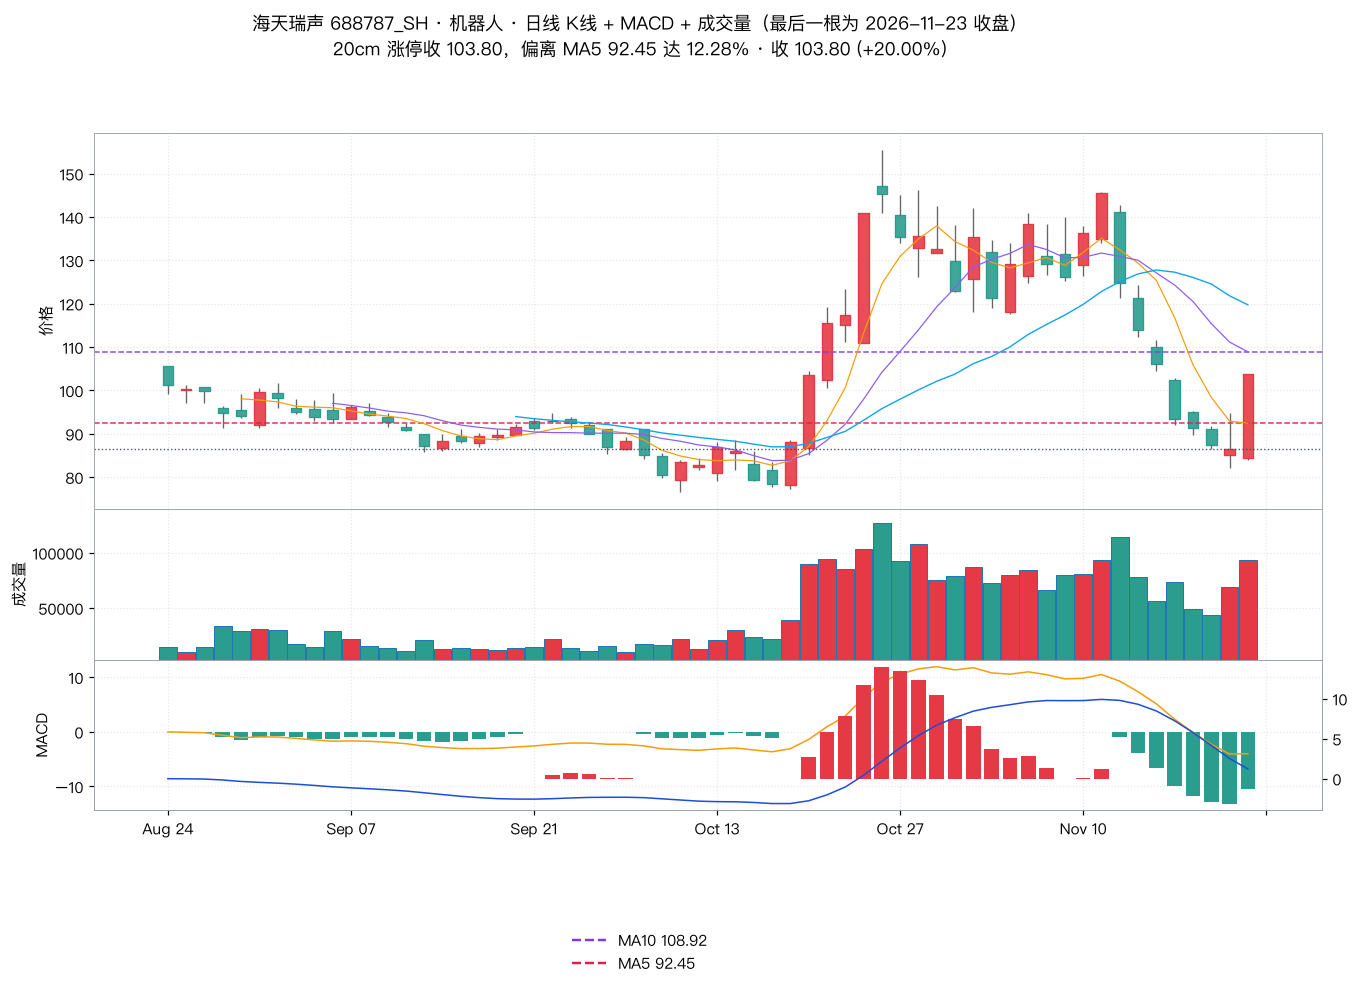 海天瑞声 688787_SH · 机器人 · 日线 K线 + MACD + 成交量（最后一根为 2026-11-23 收盘）
20cm 涨停收 103.80，偏离 MA5 92.45 达 12.28% · 收 103.80 (+20.00%)
价格
150
140
130
120
110
100
90
80
成交量
100000
50000
MACD
10
0
−10
10
5
0
Aug 24
Sep 07
Sep 21
Oct 13
Oct 27
Nov 10
MA10 108.92
MA5 92.45